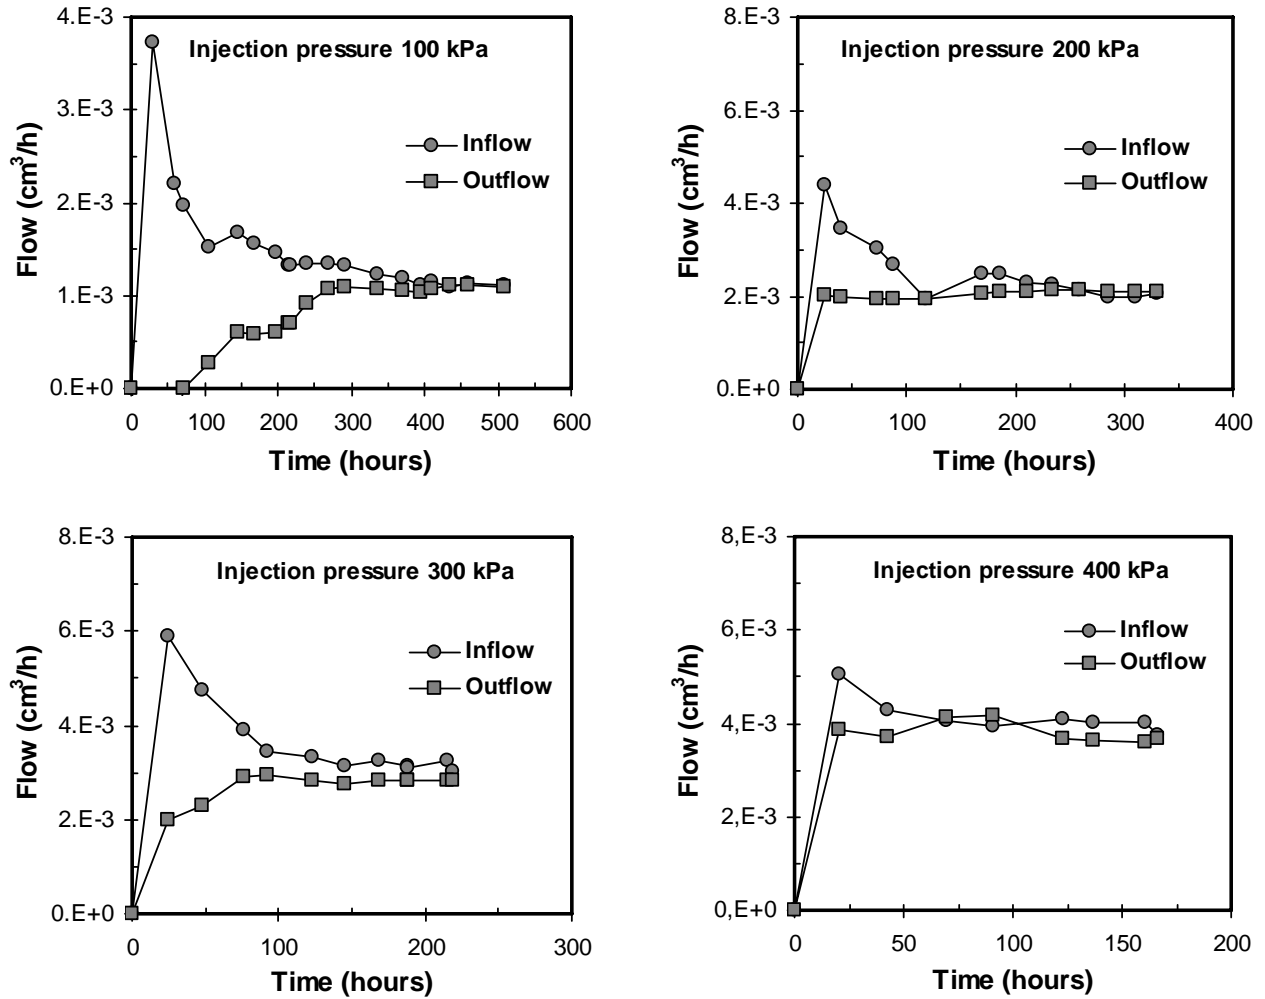 4.E-3
3.E-3
2.E-3
1.E-3
0.E+0
Flow (cm³/h)
Injection pressure 100 kPa
Inflow
Outflow
0 100 200 300 400 500 600
Time (hours)
8.E-3
6.E-3
4.E-3
2.E-3
0.E+0
Flow (cm³/h)
Injection pressure 200 kPa
Inflow
Outflow
0 100 200 300 400
Time (hours)
8.E-3
6.E-3
4.E-3
2.E-3
0.E+0
Flow (cm³/h)
Injection pressure 300 kPa
Inflow
Outflow
0 100 200 300
Time (hours)
8,E-3
6,E-3
4,E-3
2,E-3
0,E+0
Flow (cm³/h)
Injection pressure 400 kPa
Inflow
Outflow
0 50 100 150 200
Time (hours)